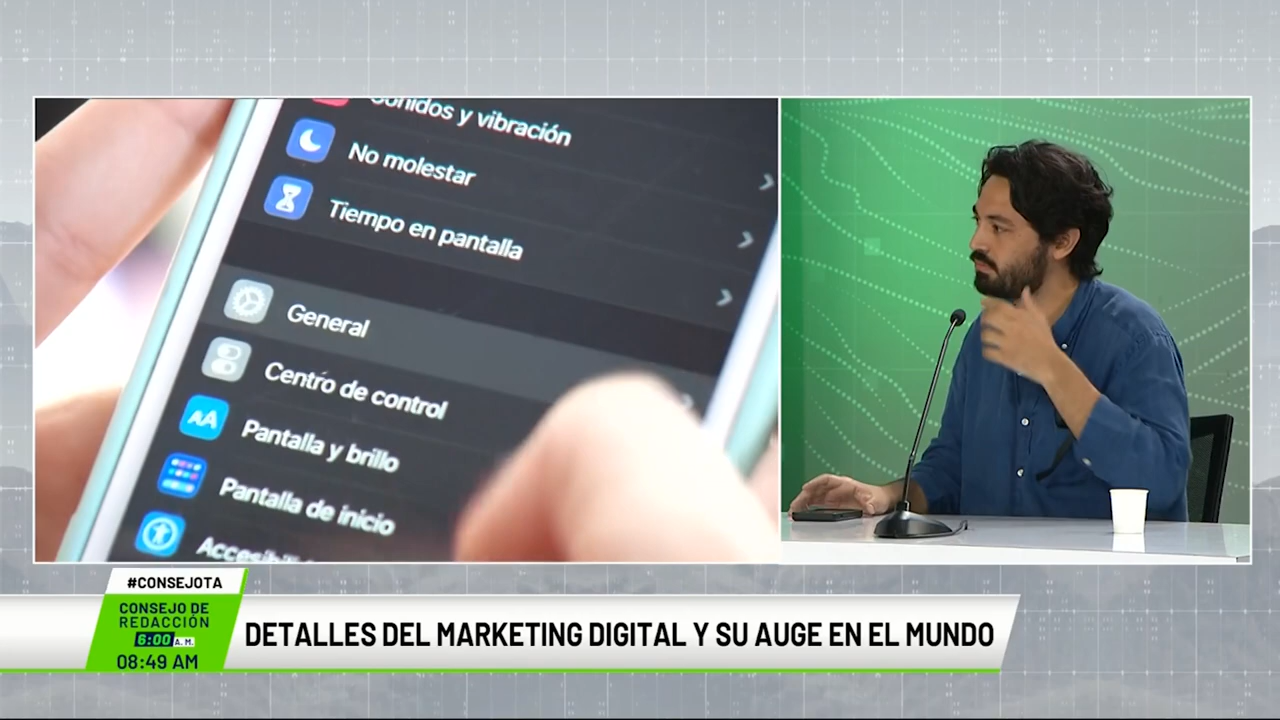 Sonidos y vibración
No molestar
Tiempo en pantalla
General
Centro de control
AA
Pantalla y brillo
Pantalla de inicio
#CONSEJOTA
CONSEJO DE
REDACCIÓN
6:00 A.M.
08:49 AM
DETALLES DEL MARKETING DIGITAL Y SU AUGE EN EL MUNDO